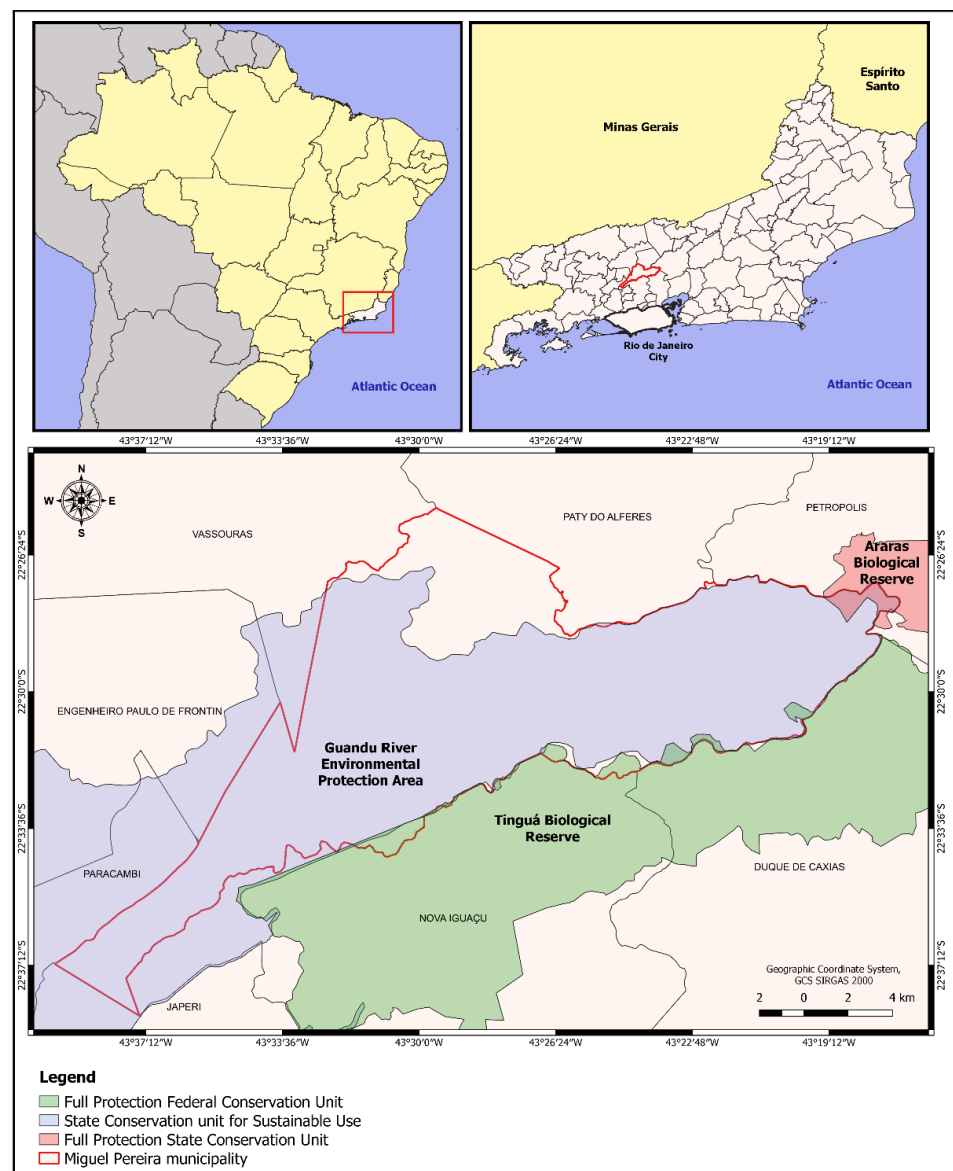 Atlantic Ocean
Espírito
Santo
Minas Gerais
Rio de Janeiro
City
Atlantic Ocean
43°37'12"W
43°33'36"W
43°30'0"W
43°26'24"W
43°22'48"W
43°19'12"W
N
W
E
S
VASSOURAS
PATY DO ALFERES
PETROPOLIS
22°26'24"S
22°26'24"S
Araras
Biological
Reserve
22°30'0"S
22°30'0"S
ENGENHEIRO PAULO DE FRONTIN
Guandu River
Environmental
Protection Area
Tinguá Biological
Reserve
22°33'36"S
22°33'36"S
PARACAMBI
DUQUE DE CAXIAS
NOVA IGUAÇU
22°37'12"S
22°37'12"S
Geographic Coordinate System,
GCS SIRGAS 2000
JAPERI
2 0 2 4 km
43°37'12"W
43°33'36"W
43°30'0"W
43°26'24"W
43°22'48"W
43°19'12"W
Legend
Full Protection Federal Conservation Unit
State Conservation unit for Sustainable Use
Full Protection State Conservation Unit
Miguel Pereira municipality